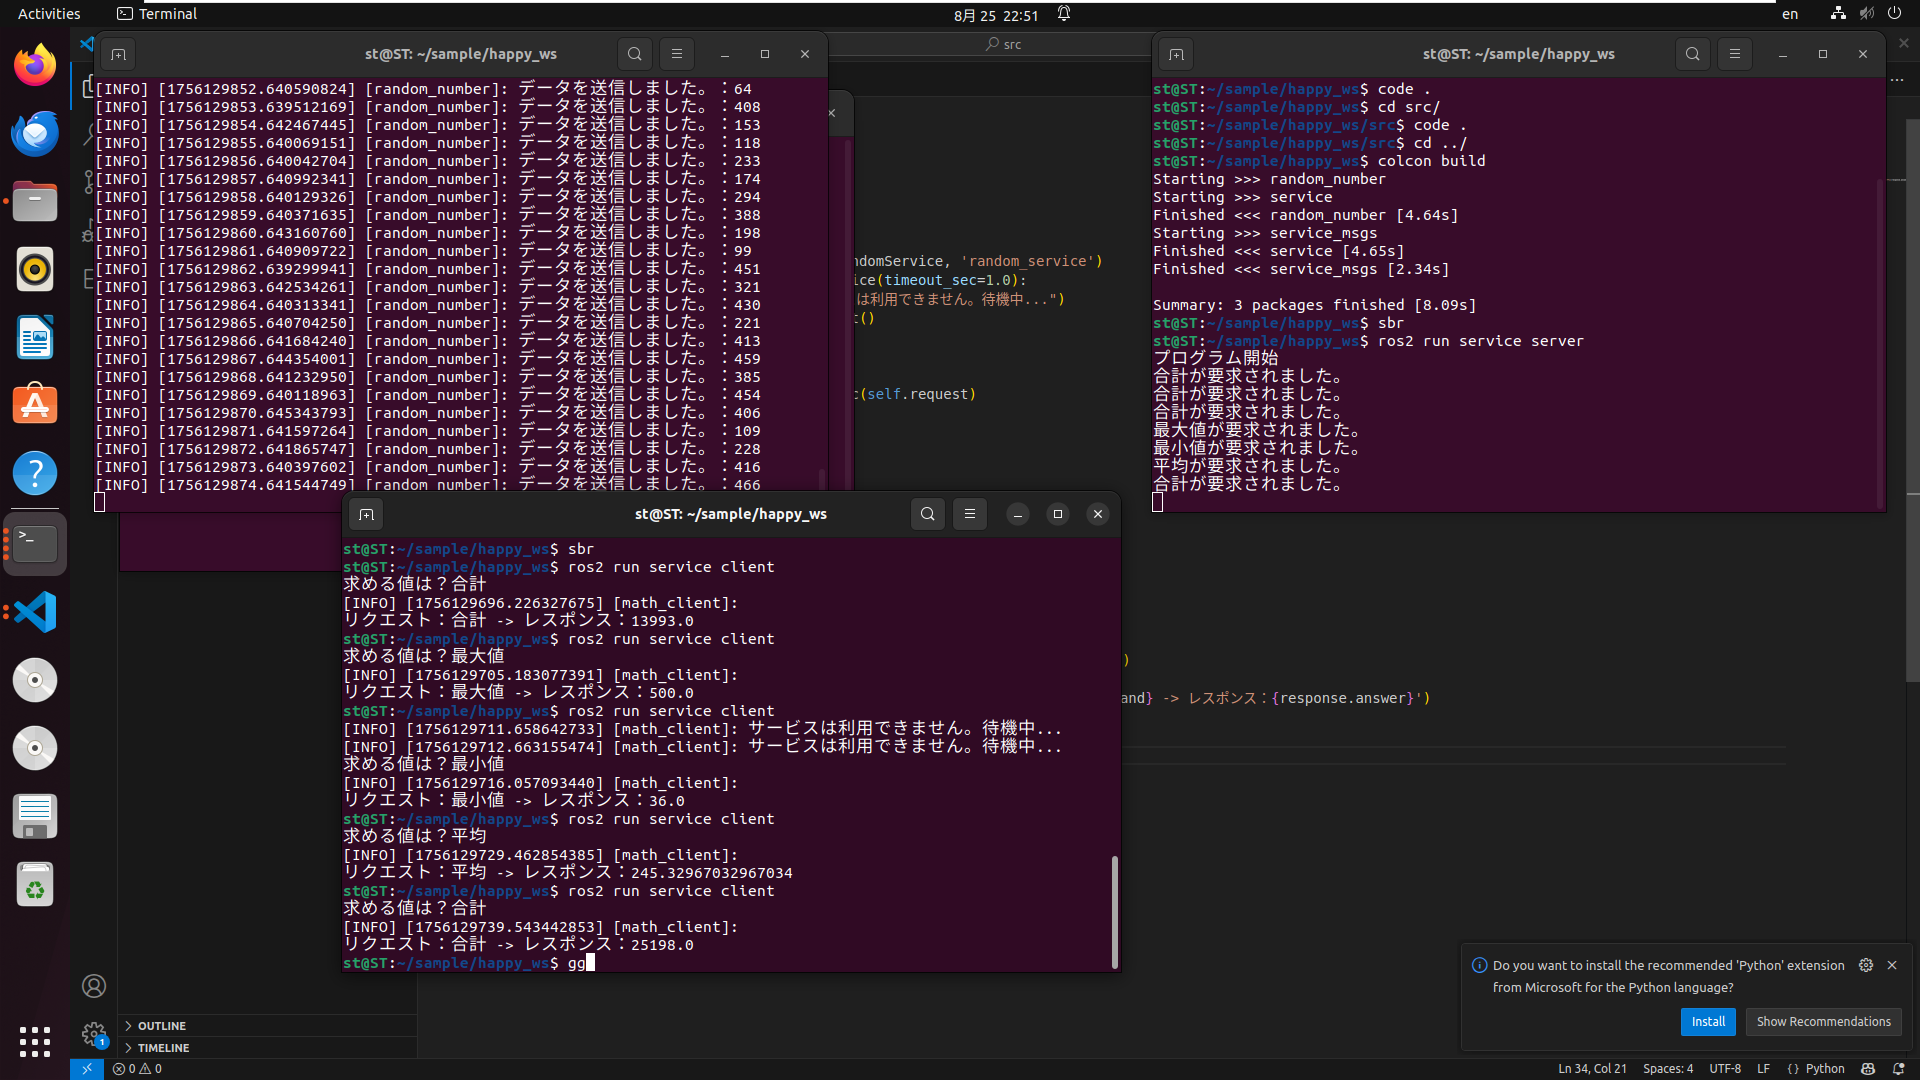 Activities
Terminal
8月 25 22:51
en
st@ST: ~/sample/happy_ws
[INFO] [1756129852.640590824] [random_number]: データを送信しました。：64
[INFO] [1756129853.639512169] [random_number]: データを送信しました。：408
[INFO] [1756129854.642467445] [random_number]: データを送信しました。：153
[INFO] [1756129855.640069151] [random_number]: データを送信しました。：118
[INFO] [1756129856.640042704] [random_number]: データを送信しました。：233
[INFO] [1756129857.640992341] [random_number]: データを送信しました。：174
[INFO] [1756129858.640129326] [random_number]: データを送信しました。：294
[INFO] [1756129859.640371635] [random_number]: データを送信しました。：388
[INFO] [1756129860.643160760] [random_number]: データを送信しました。：198
[INFO] [1756129861.640909722] [random_number]: データを送信しました。：99
[INFO] [1756129862.639299941] [random_number]: データを送信しました。：451
[INFO] [1756129863.642534261] [random_number]: データを送信しました。：321
[INFO] [1756129864.640313341] [random_number]: データを送信しました。：430
[INFO] [1756129865.640704250] [random_number]: データを送信しました。：221
[INFO] [1756129866.641684240] [random_number]: データを送信しました。：413
[INFO] [1756129867.644354001] [random_number]: データを送信しました。：459
[INFO] [1756129868.641232950] [random_number]: データを送信しました。：385
[INFO] [1756129869.640118963] [random_number]: データを送信しました。：454
[INFO] [1756129870.645343793] [random_number]: データを送信しました。：406
[INFO] [1756129871.641597264] [random_number]: データを送信しました。：109
[INFO] [1756129872.641865747] [random_number]: データを送信しました。：228
[INFO] [1756129873.640397602] [random_number]: データを送信しました。：416
[INFO] [1756129874.641544749] [random_number]: データを送信しました。：466
src
ndomService, 'random_service')
ice(timeout_sec=1.0):
は利用できません。待機中...")
t()
c(self.request)
)
and} -> レスポンス：{response.answer}')
st@ST: ~/sample/happy_ws
st@ST:~/sample/happy_ws$ code .
st@ST:~/sample/happy_ws$ cd src/
st@ST:~/sample/happy_ws/src$ code .
st@ST:~/sample/happy_ws/src$ cd ../
st@ST:~/sample/happy_ws$ colcon build
Starting >>> random_number
Starting >>> service
Finished <<< random_number [4.64s]
Starting >>> service_msgs
Finished <<< service [4.65s]
Finished <<< service_msgs [2.34s]
Summary: 3 packages finished [8.09s]
st@ST:~/sample/happy_ws$ sbr
st@ST:~/sample/happy_ws$ ros2 run service server
プログラム開始
合計が要求されました。
合計が要求されました。
合計が要求されました。
最大値が要求されました。
最小値が要求されました。
平均が要求されました。
合計が要求されました。
st@ST: ~/sample/happy_ws
st@ST:~/sample/happy_ws$ sbr
st@ST:~/sample/happy_ws$ ros2 run service client
求める値は？合計
[INFO] [1756129696.226327675] [math_client]:
リクエスト：合計 -> レスポンス：13993.0
st@ST:~/sample/happy_ws$ ros2 run service client
求める値は？最大値
[INFO] [1756129705.183077391] [math_client]:
リクエスト：最大値 -> レスポンス：500.0
st@ST:~/sample/happy_ws$ ros2 run service client
[INFO] [1756129711.658642733] [math_client]: サービスは利用できません。待機中...
[INFO] [1756129712.663155474] [math_client]: サービスは利用できません。待機中...
求める値は？最小値
[INFO] [1756129716.057093440] [math_client]:
リクエスト：最小値 -> レスポンス：36.0
st@ST:~/sample/happy_ws$ ros2 run service client
求める値は？平均
[INFO] [1756129729.462854385] [math_client]:
リクエスト：平均 -> レスポンス：245.32967032967034
st@ST:~/sample/happy_ws$ ros2 run service client
求める値は？合計
[INFO] [1756129739.543442853] [math_client]:
リクエスト：合計 -> レスポンス：25198.0
st@ST:~/sample/happy_ws$ gg
Do you want to install the recommended 'Python' extension
from Microsoft for the Python language?
Install
Show Recommendations
OUTLINE
TIMELINE
1
0 0
Ln 34, Col 21
Spaces: 4
UTF-8
LF
{} Python